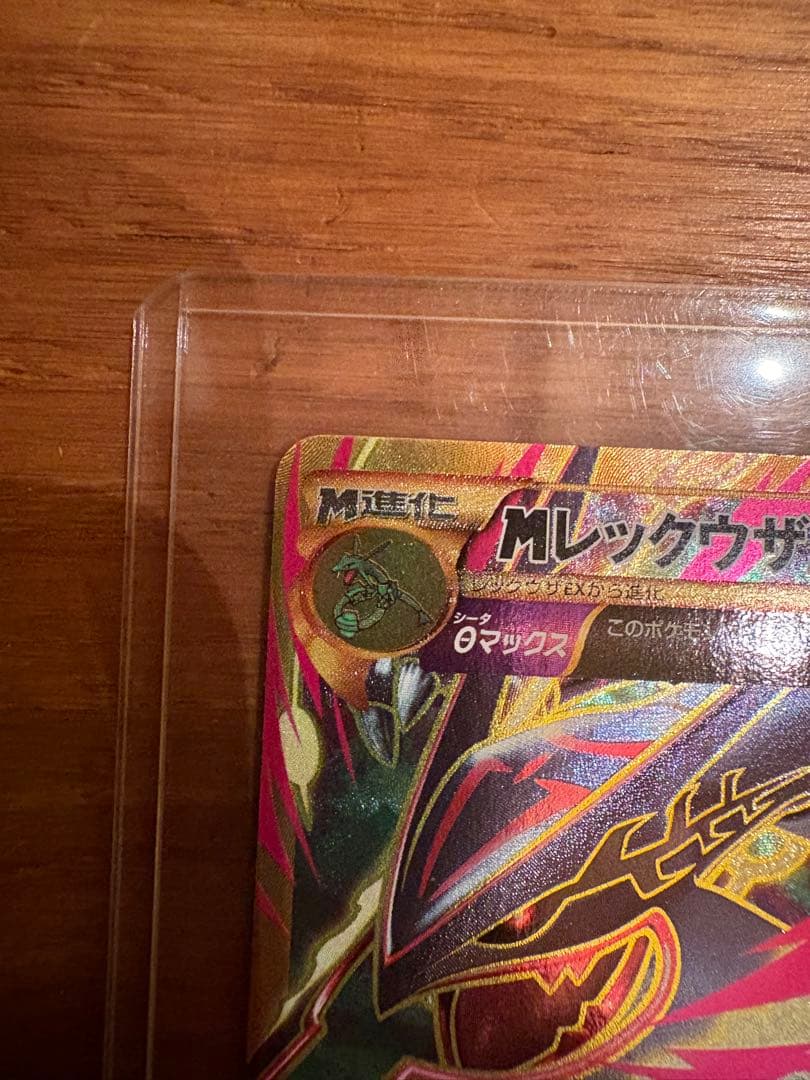 M進化
Mレックウザ
レックウザEXから進化
シータ
θマックス
このポケモ